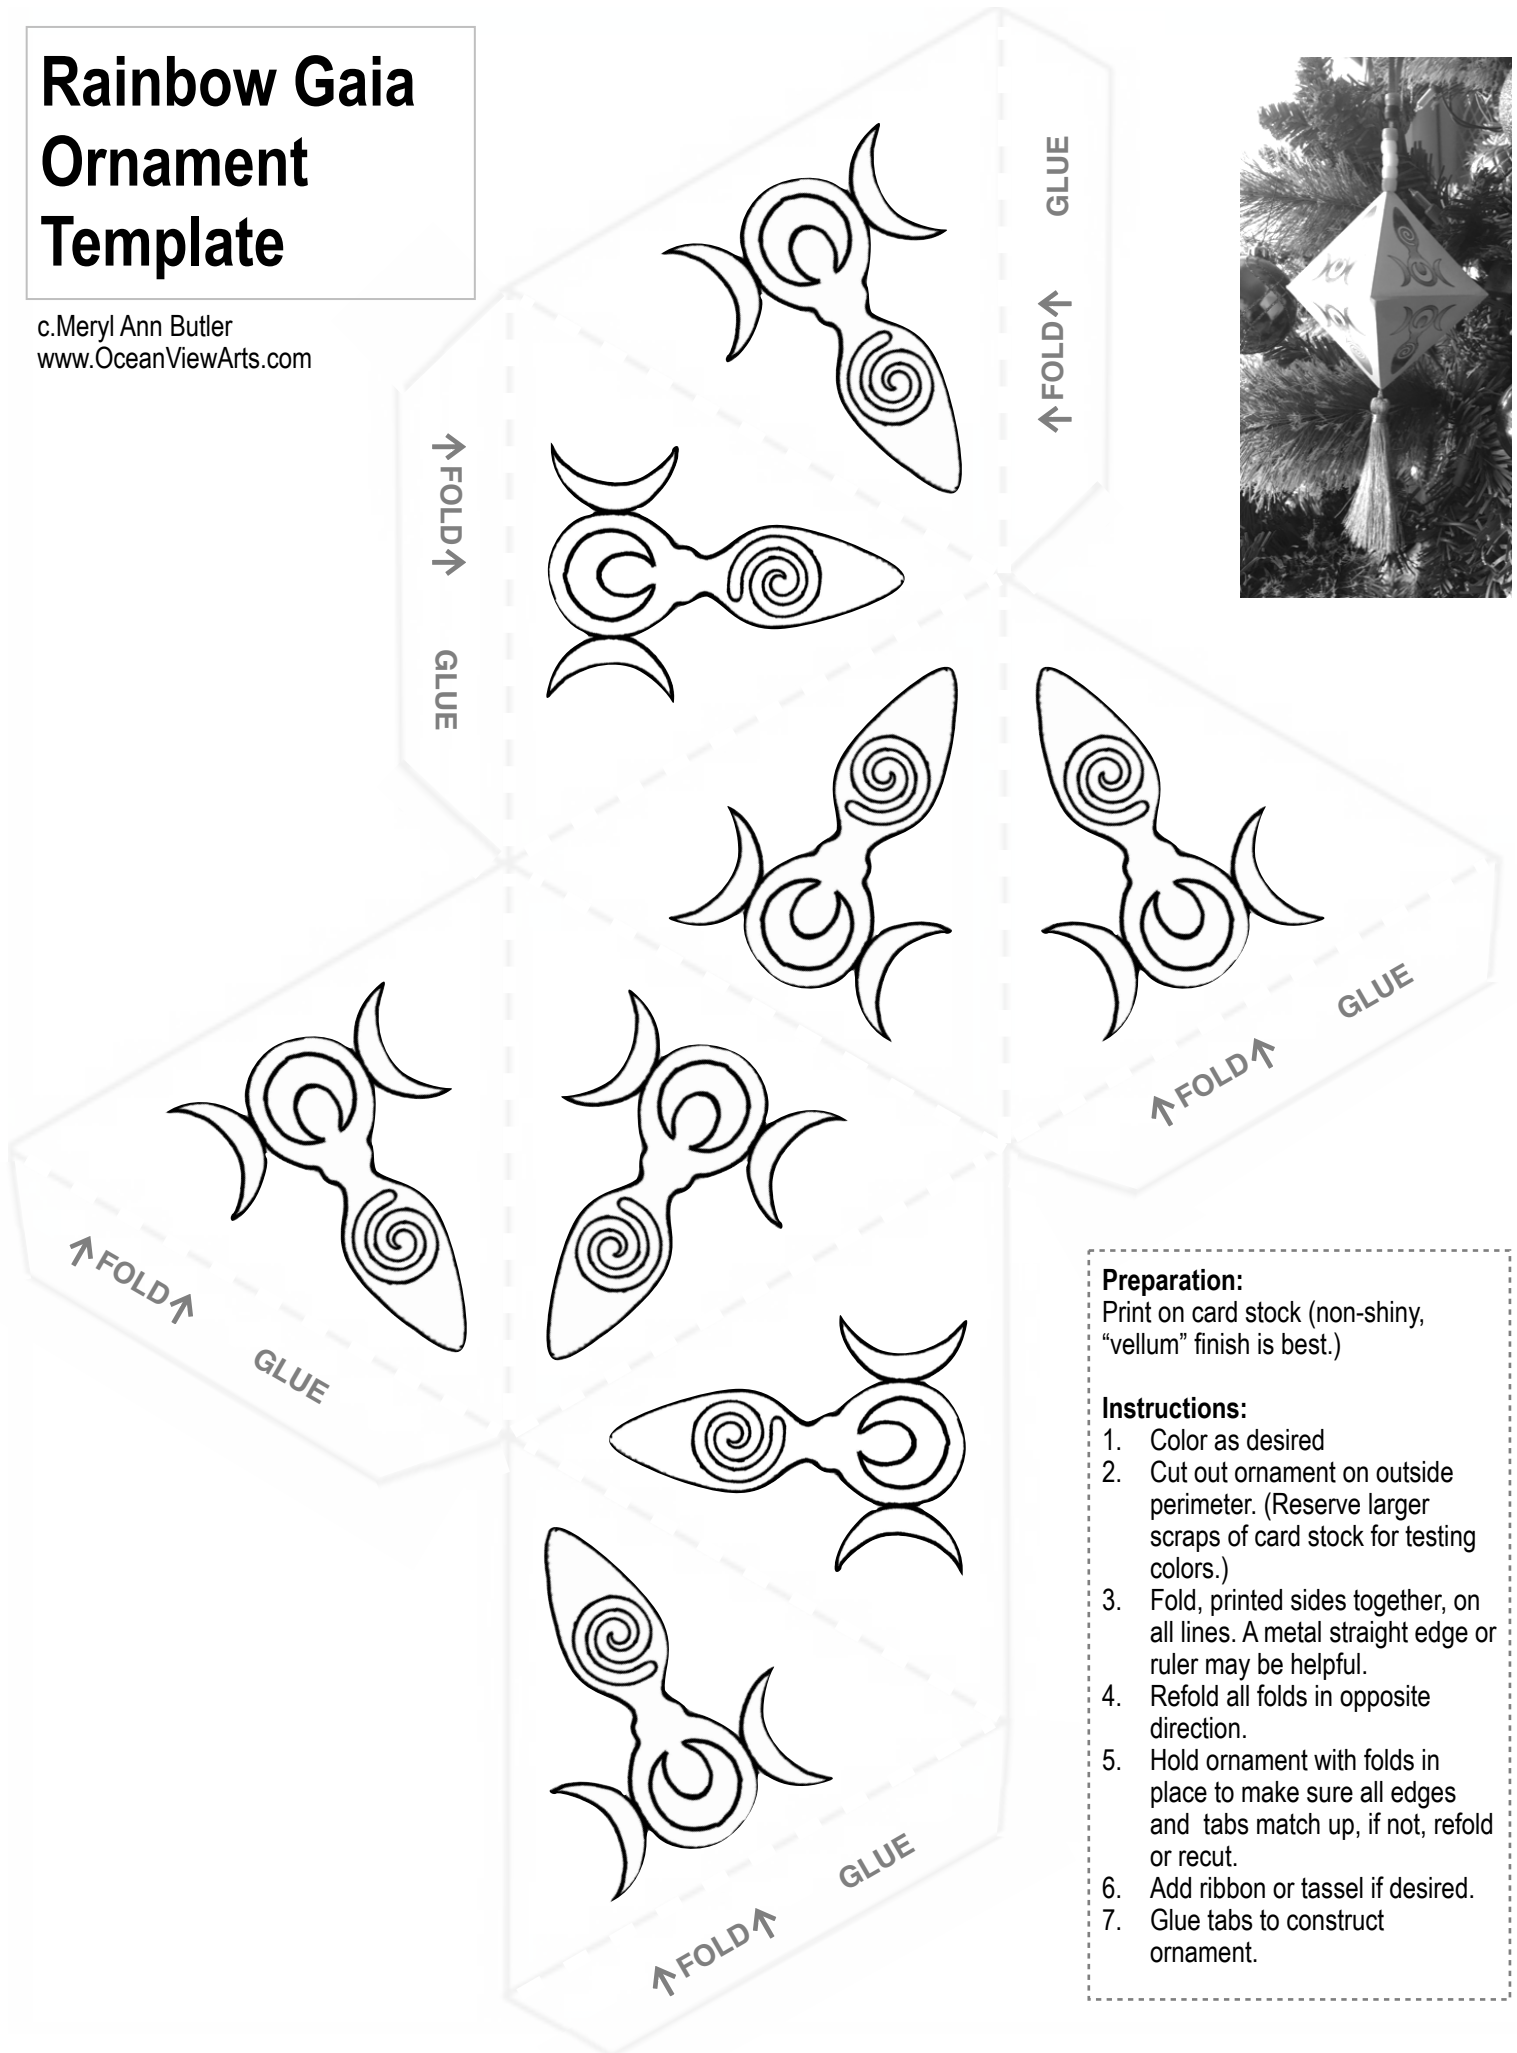 Rainbow Gaia
Ornament
Template
c.Meryl Ann Butler
www.OceanViewArts.com
GLUE
↑FOLD↑
↑FOLD↑
GLUE
GLUE
↑FOLD↑
↑FOLD↑
GLUE
Preparation:
Print on card stock (non-shiny,
“vellum” finish is best.)
Instructions:
1. Color as desired
2. Cut out ornament on outside
perimeter. (Reserve larger
scraps of card stock for testing
colors.)
3. Fold, printed sides together, on
all lines. A metal straight edge or
ruler may be helpful.
4. Refold all folds in opposite
direction.
5. Hold ornament with folds in
place to make sure all edges
and  tabs match up, if not, refold
or recut.
6. Add ribbon or tassel if desired.
7. Glue tabs to construct
ornament.
GLUE
↑FOLD↑